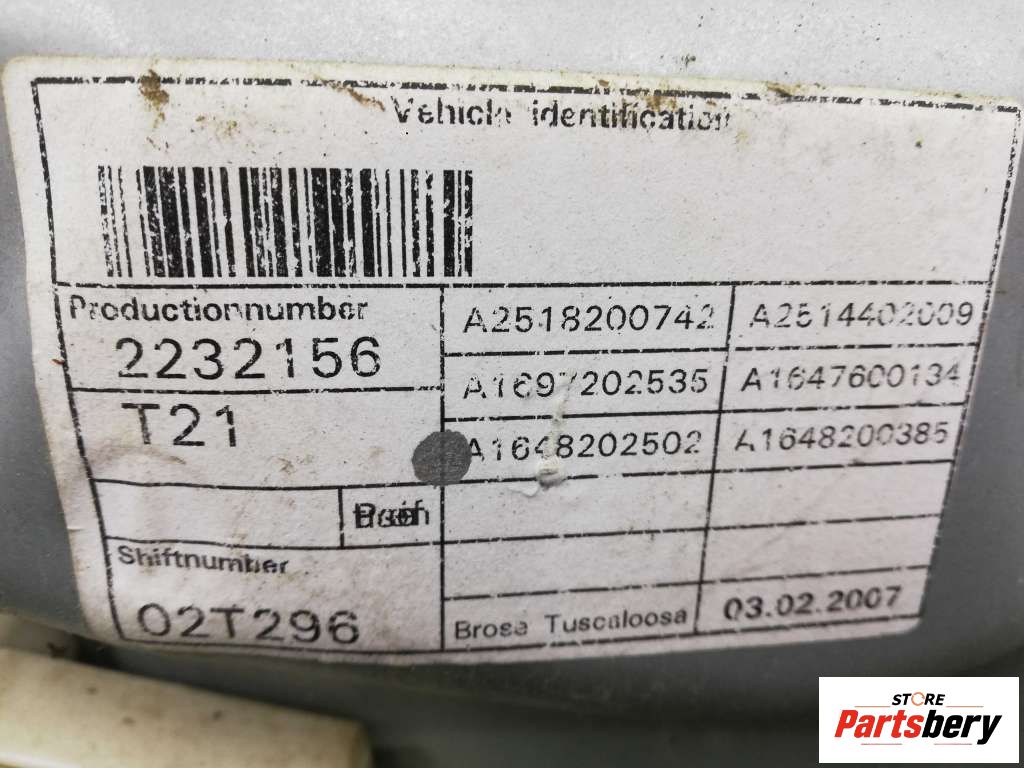 Vehicle identification
Productionnumber
2232156
T21
A2518200742 A2514402009
A1697202535 A1647600134
A1648202502 A1648200385
Shiftnumber
02T296
Brose Tuscaloosa 03.02.2007
STORE
Partsbery